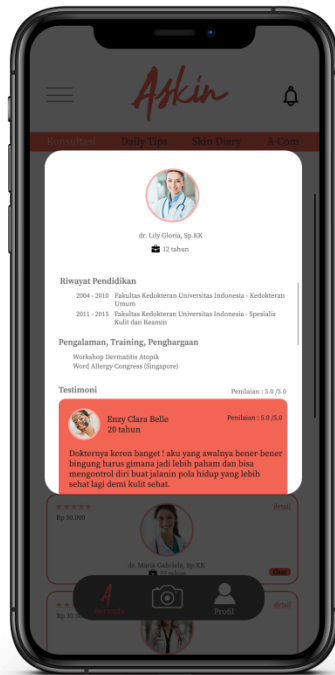 Askin
Konsultasi Daily Tips Skin Diary A-Com
dr. Lily Gloria, Sp.KK
12 tahun
Riwayat Pendidikan
2004 - 2010 Fakultas Kedokteran Universitas Indonesia - Kedokteran
Umum
2011 - 2013 Fakultas Kedokteran Universitas Indonesia - Spesialis
Kulit dan Keamin
Pengalaman, Training, Penghargaan
Workshop Dermatitis Atopik
Word Allergy Congress (Singapore)
Testimoni
Penilaian : 5.0 /5.0
Enzy Clara Belle
Penilaian : 5.0 /5.0
20 tahun
Dokternya keren banget ! aku yang awalnya bener-bener
bingung harus gimana jadi lebih paham dan bisa
mengontrol diri buat jalanin pola hidup yang lebih
sehat lagi demi kulit sehat.
detail
Rp 50.000
dr. Maria Gabriela, Sp.KK
tahun
Chat
detail
Beranda
Profil